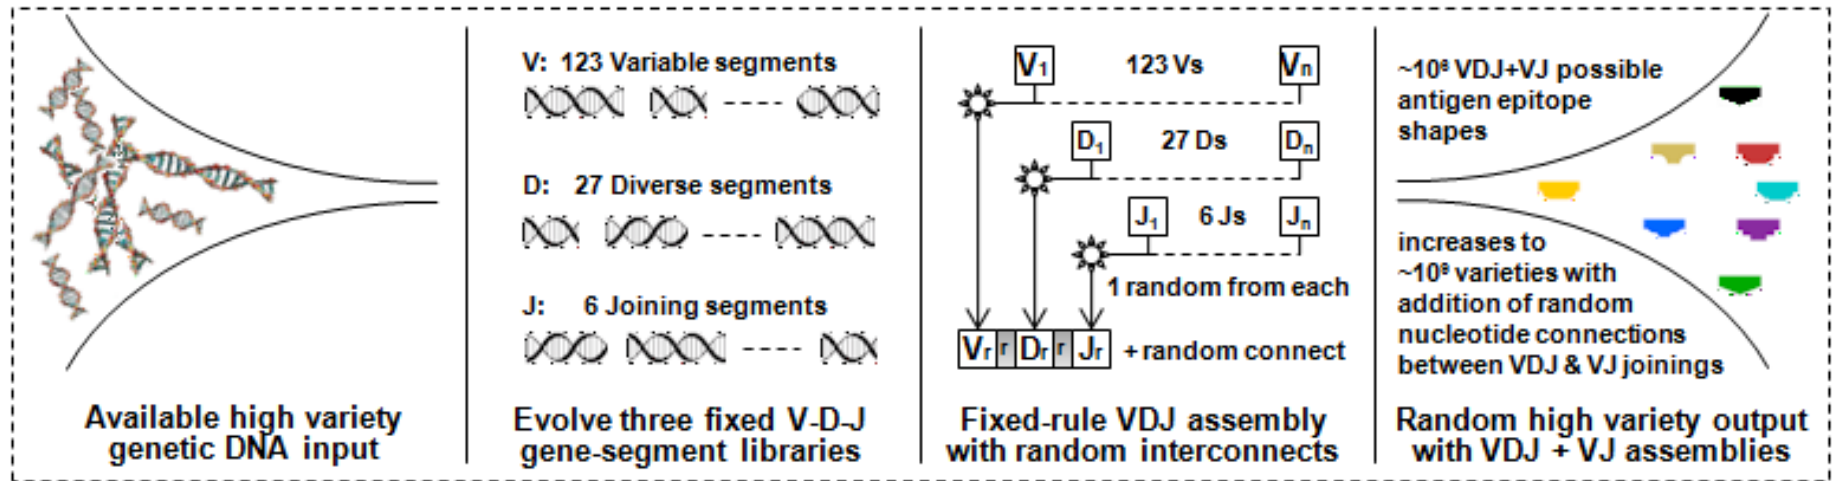 V: 123 Variable segments
D: 27 Diverse segments
J: 6 Joining segments
V1 123 Vs Vn
D1 27 Ds Dn
J1 6 Js Jn
1 random from each
Vr r Dr r Jr + random connect
~10⁶ VDJ+VJ possible
antigen epitope
shapes
increases to
~10⁹ varieties with
addition of random
nucleotide connections
between VDJ & VJ joinings
Available high variety
genetic DNA input
Evolve three fixed V-D-J
gene-segment libraries
Fixed-rule VDJ assembly
with random interconnects
Random high variety output
with VDJ + VJ assemblies